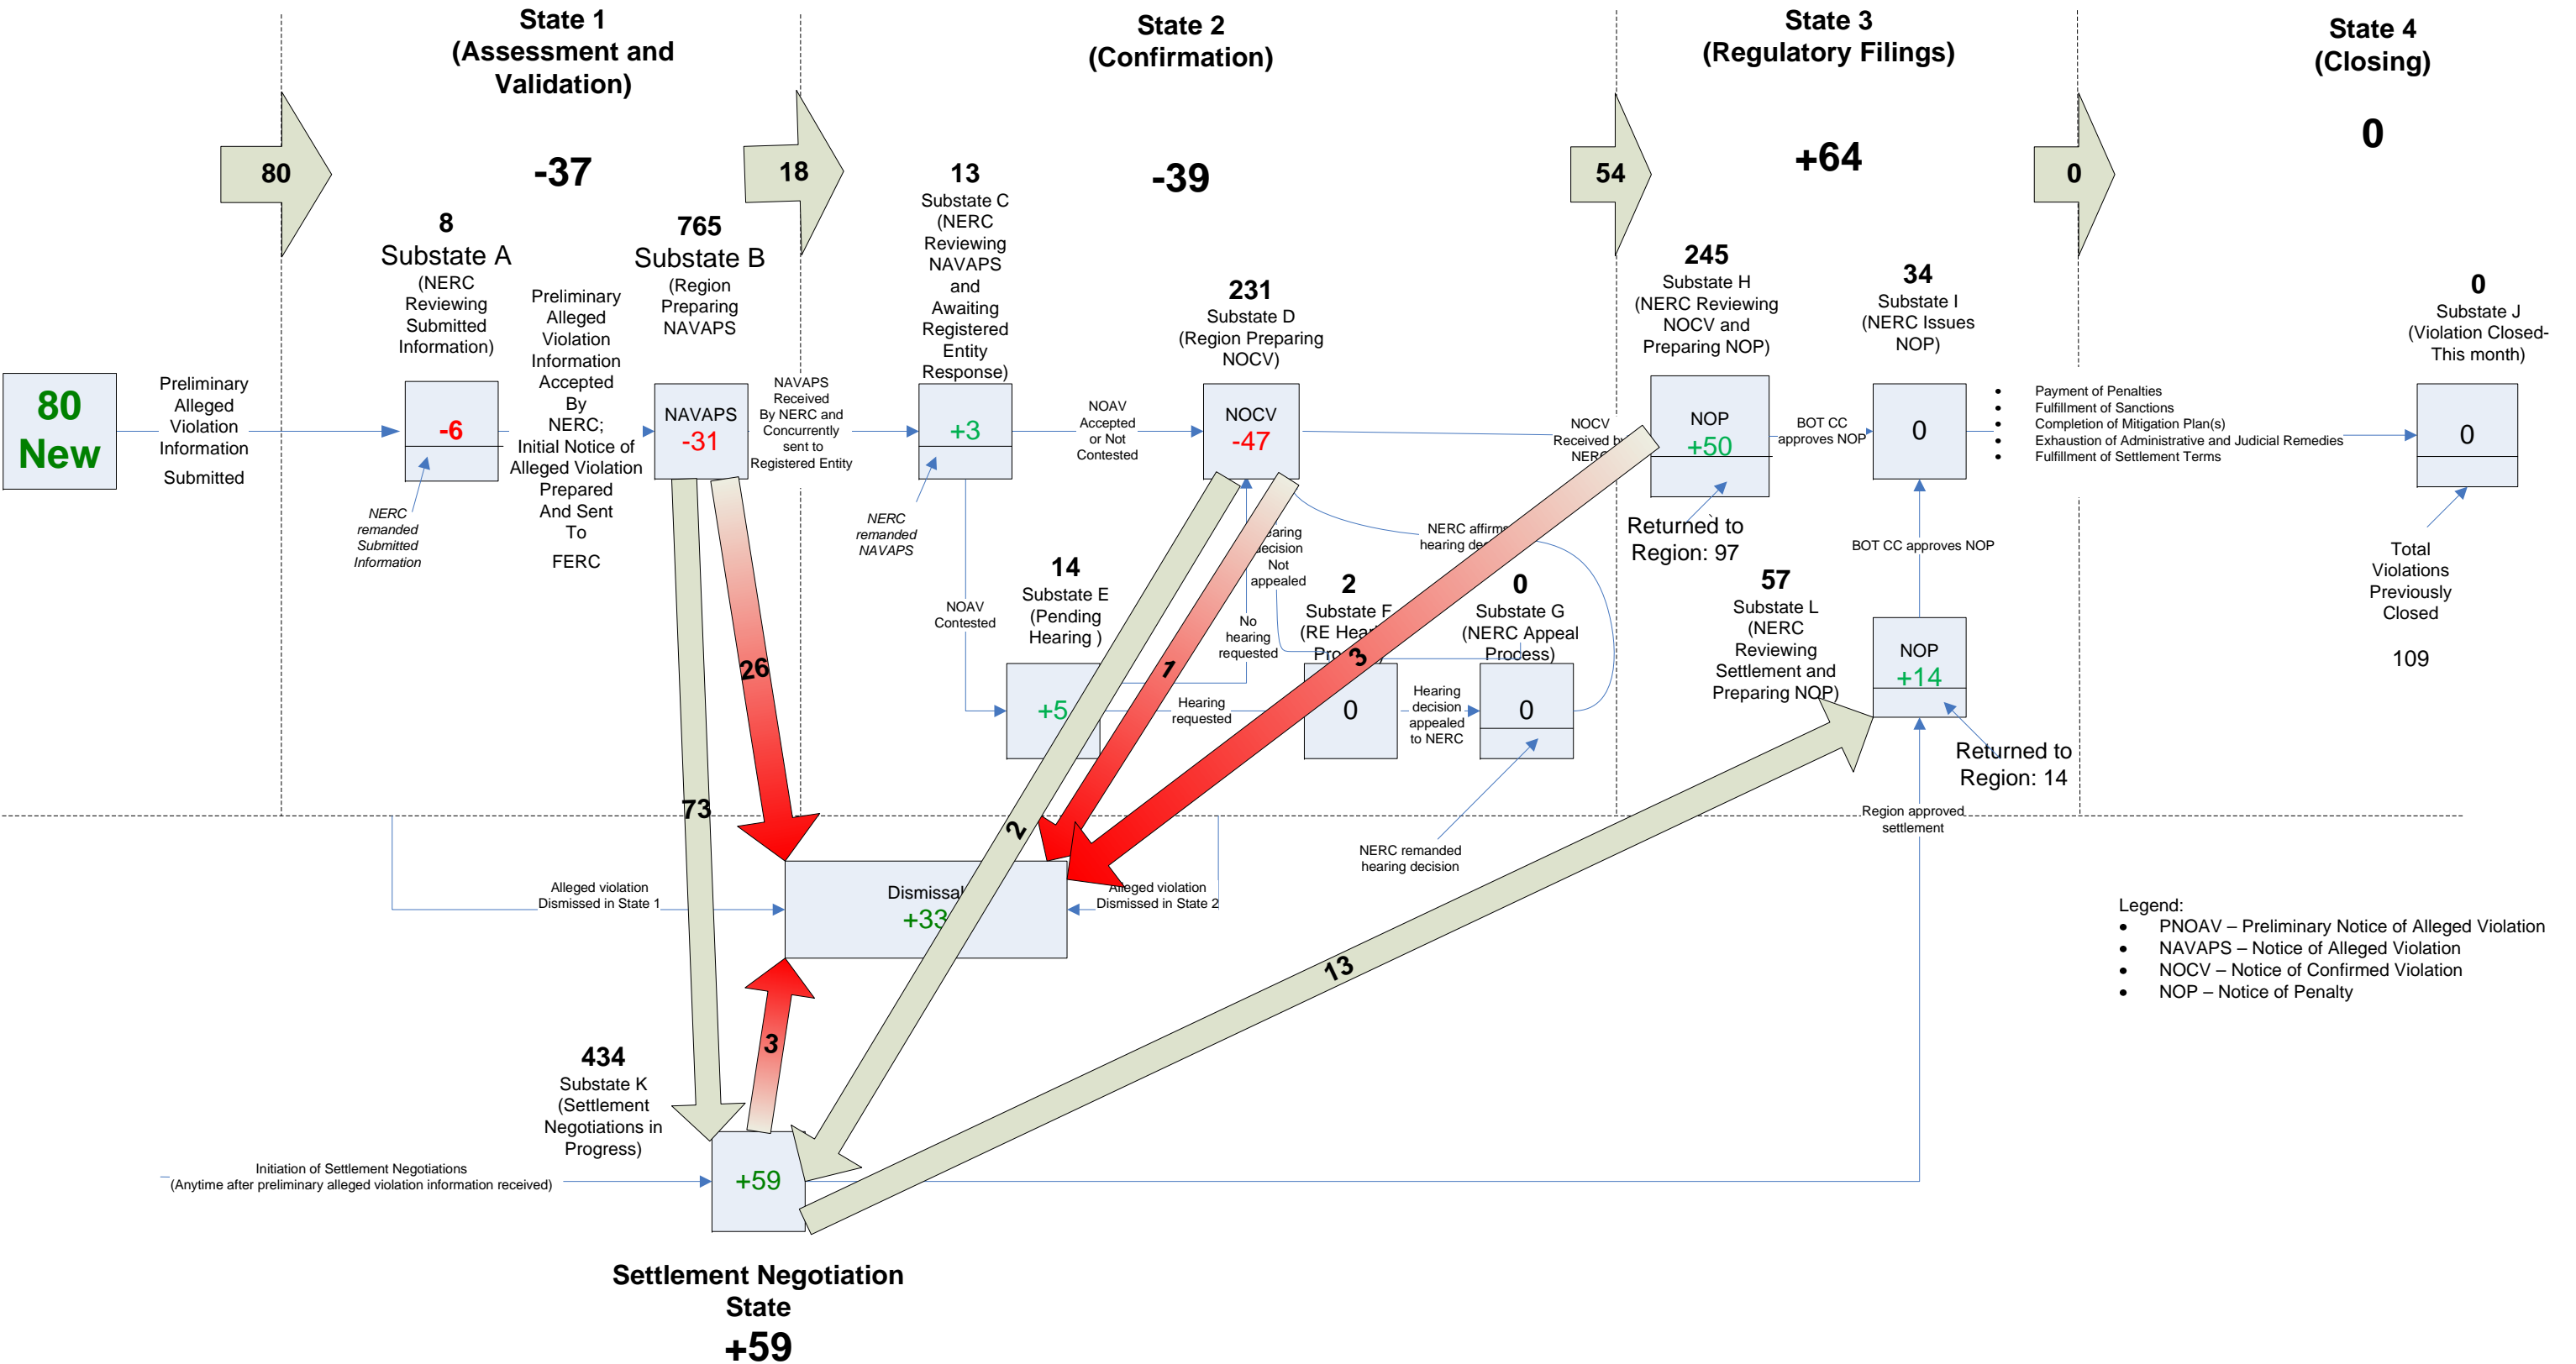 State 1
(Assessment and
Validation)
State 2
(Confirmation)
State 3
(Regulatory Filings)
State 4
(Closing)
80
-37
18
-39
54
+64
0
0
8
Substate A
(NERC
Reviewing
Submitted
Information)
Preliminary
Alleged
Violation
Information
Accepted
By
NERC;
Initial Notice of
Alleged Violation
Prepared
And Sent
To
FERC
765
Substate B
(Region
Preparing
NAVAPS
13
Substate C
(NERC
Reviewing
NAVAPS
and
Awaiting
Registered
Entity
Response)
231
Substate D
(Region Preparing
NOCV)
245
Substate H
(NERC Reviewing
NOCV and
Preparing NOP)
34
Substate I
(NERC Issues
NOP)
0
Substate J
(Violation Closed-
This month)
80
New
Preliminary
Alleged
Violation
Information
Submitted
-6
NERC
remanded
Submitted
Information
NAVAPS
-31
NAVAPS
Received
By NERC and
Concurrently
sent to
Registered Entity
+3
NERC
remanded
NAVAPS
NOAV
Accepted
or Not
Contested
NOCV
-47
NOCV
Received by
NERC
NOP
+50
BOT CC
approves NOP
0
• Payment of Penalties
• Fulfillment of Sanctions
• Completion of Mitigation Plan(s)
• Exhaustion of Administrative and Judicial Remedies
• Fulfillment of Settlement Terms
0
Returned to
Region: 97
BOT CC approves NOP
Total
Violations
Previously
Closed
109
NOAV
Contested
14
Substate E
(Pending
Hearing )
+5
No
hearing
requested
decision
Not
appealed
Hearing
requested
NERC affirms
hearing
2
Substate F
(RE
0
Hearing
decision
appealed
to NERC
0
Substate G
(NERC Appeal
Process)
0
NERC remanded
hearing decision
57
Substate L
(NERC
Reviewing
Settlement and
Preparing NOP)
NOP
+14
Returned to
Region: 14
Region approved
settlement
26
73
1
3
2
13
3
Alleged violation
Dismissed in State 1
Dismissal
+33
Alleged violation
Dismissed in State 2
Legend:
• PNOAV – Preliminary Notice of Alleged Violation
• NAVAPS – Notice of Alleged Violation
• NOCV – Notice of Confirmed Violation
• NOP – Notice of Penalty
434
Substate K
(Settlement
Negotiations in
Progress)
Initiation of Settlement Negotiations
(Anytime after preliminary alleged violation information received)
+59
Settlement Negotiation
State
+59